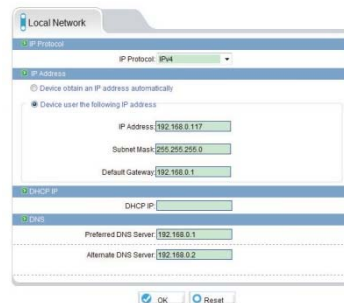 Local Network
IP Protocol
IP Protocol: IPv4
IP Address
Device obtain an IP address automatically
Device user the following IP address
IP Address: 192.168.0.117
Subnet Mask: 255.255.255.0
Default Gateway: 192.168.0.1
DHCP IP
DHCP IP:
DNS
Preferred DNS Server: 192.168.0.1
Alternate DNS Server: 192.168.0.2
OK Reset